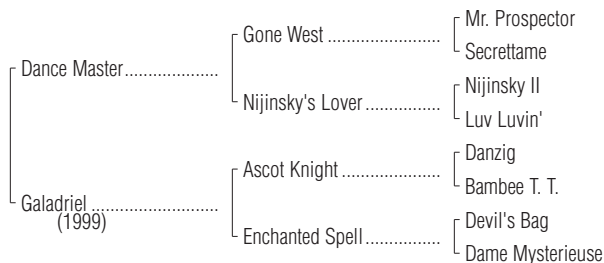 Mr. Prospector
Gone West ........................
Secrettame
Dance Master....................
Nijinsky II
Nijinsky's Lover................
Luv Luvin'
Danzig
Ascot Knight.....................
Bambee T. T.
Galadriel ...........................
(1999)
Devil's Bag
Enchanted Spell................
Dame Mysterieuse